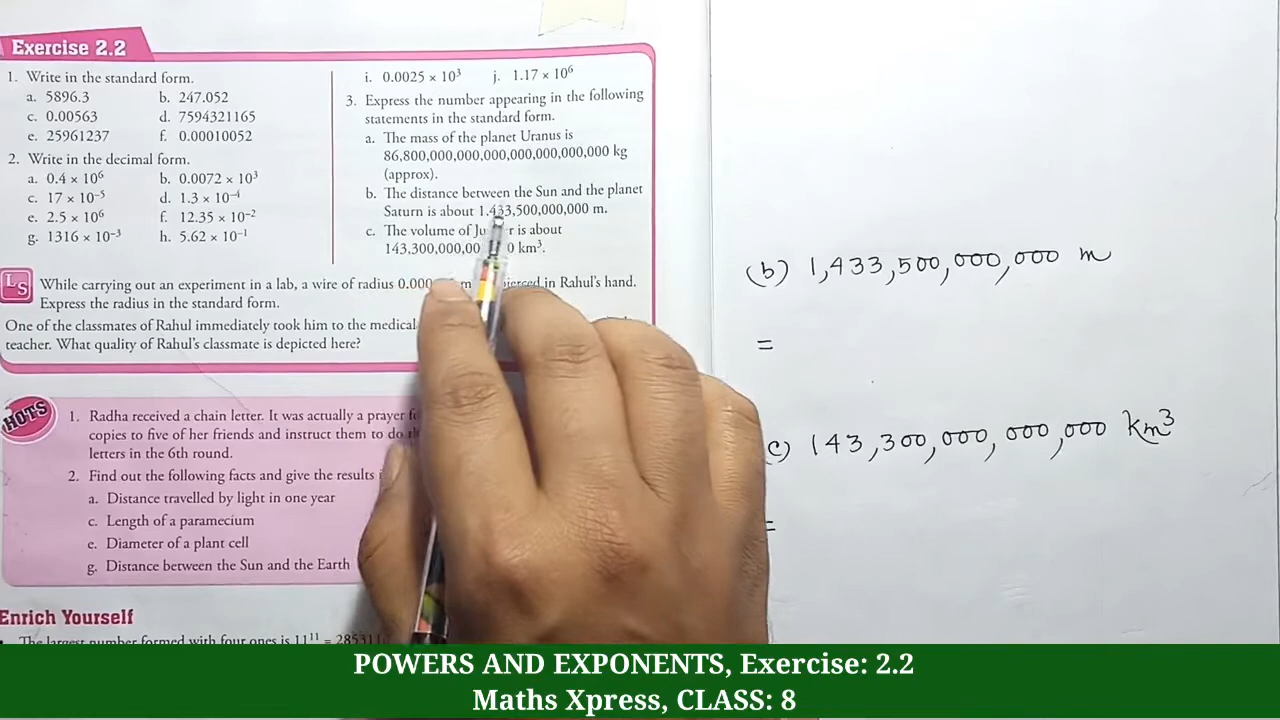 Exercise 2.2
1. Write in the standard form.
a. 5896.3 b. 247.052
c. 0.00563 d. 7594321165
e. 25961237 f. 0.00010052
2. Write in the decimal form.
a. 0.4 × 10⁶ b. 0.0072 × 10³
c. 17 × 10⁻⁵ d. 1.3 × 10⁻⁴
e. 2.5 × 10⁶ f. 12.35 × 10⁻²
g. 1316 × 10⁻³ h. 5.62 × 10⁻¹
i. 0.0025 × 10³ j. 1.17 × 10⁶
3. Express the number appearing in the following
statements in the standard form.
a. The mass of the planet Uranus is
86,800,000,000,000,000,000,000,000 kg
(approx).
b. The distance between the Sun and the planet
Saturn is about 1,433,500,000,000 m.
c. The volume of is about
km³.
LS
While carrying out an experiment in a lab, a wire of radius in Rahul's hand.
Express the radius in the standard form.
One of the classmates of Rahul immediately took him to the medical
teacher. What quality of Rahul's classmate is depicted here?
HOTS
1. Radha received a chain letter. It was actually a prayer
copies to five of her friends and instruct them to do
letters in the 6th round.
2. Find out the following facts and give the results
a. Distance travelled by light in one year
c. Length of a paramecium
e. Diameter of a plant cell
g. Distance between the Sun and the Earth
Enrich Yourself
The largest number formed with four ones is 11¹¹ =
(b) 1,433,500,000,000 m
=
(c) 143,300,000,000,000 km³
=
POWERS AND EXPONENTS, Exercise: 2.2
Maths Xpress, CLASS: 8